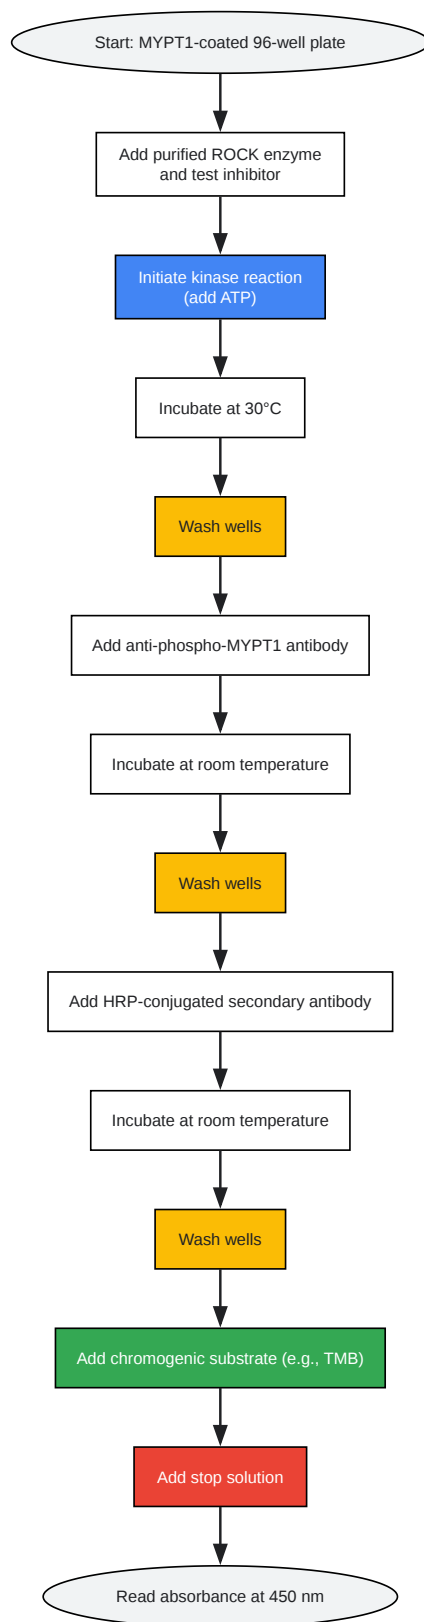 Start: MYPT1-coated 96-well plate
Add purified ROCK enzyme
and test inhibitor
Initiate kinase reaction
(add ATP)
Incubate at 30°C
Wash wells
Add anti-phospho-MYPT1 antibody
Incubate at room temperature
Wash wells
Add HRP-conjugated secondary antibody
Incubate at room temperature
Wash wells
Add chromogenic substrate (e.g., TMB)
Add stop solution
Read absorbance at 450 nm